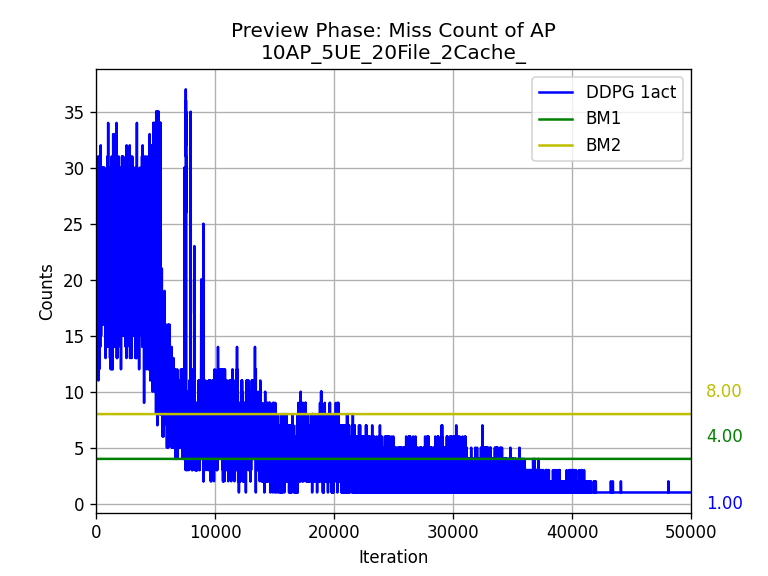 Preview Phase: Miss Count of AP
10AP_5UE_20File_2Cache_
DDPG 1act
BM1
BM2
Counts
35
30
25
20
15
10
5
0
8.00
4.00
1.00
0 10000 20000 30000 40000 50000
Iteration